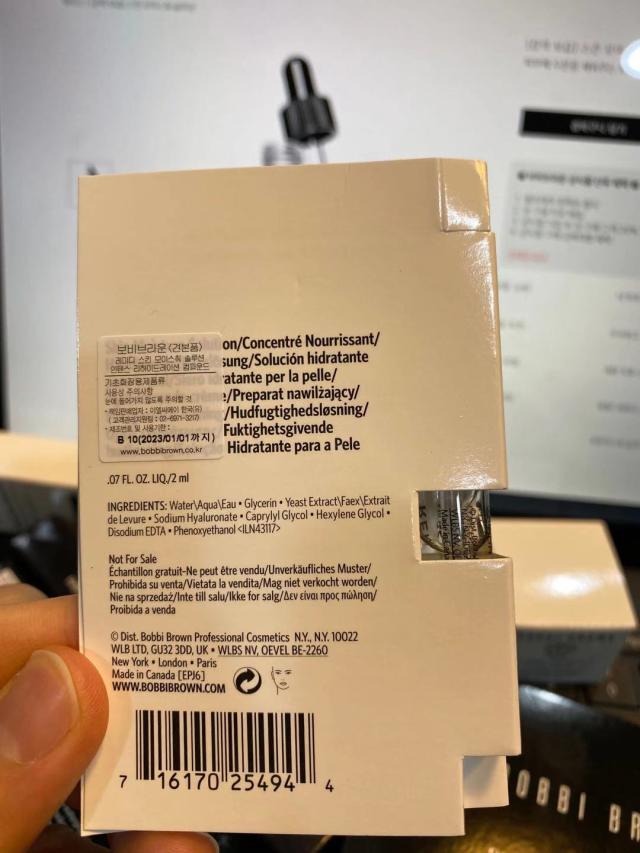 보비브라운〈견본품〉
레미디 스킨 모이스춰 솔루션
인텐스 리하이드레이션 컴파운드
기초화장용제품류
사용상 주의사항
눈에 들어가지 않도록 주의할 것
•책임판매업자 : 이엘씨에이 한국(유)
( 고객관리지원팀 : 02-6971-3217)
•제조번호 및 사용기한 :
B 10(2023/01/01까지)
www.bobbibrown.co.kr
on/Concentré Nourrissant/
sung/Solución hidratante
ratante per la pelle/
e/Preparat nawilżający/
/Hudfugtighedsløsning/
Fuktighetsgivende
Hidratante para a Pele
.07 FL. OZ. LIQ./2 ml
INGREDIENTS: Water\Aqua\Eau • Glycerin • Yeast Extract\Faex\Extrait
de Levure • Sodium Hyaluronate • Caprylyl Glycol • Hexylene Glycol •
Disodium EDTA • Phenoxyethanol <ILN43117>
Not For Sale
Échantillon gratuit-Ne peut être vendu/Unverkäufliches Muster/
Prohibida su venta/Vietata la vendita/Mag niet verkocht worden/
Nie na sprzedaż/Inte till salu/Ikke for salg/Δεν είναι προς πώληση/
Proibida a venda
© Dist. Bobbi Brown Professional Cosmetics N.Y., N.Y. 10022
WLB LTD, GU32 3DD, UK • WLBS NV, OEVEL BE-2260
New York • London • Paris
Made in Canada [EPJ6]
WWW.BOBBIBROWN.COM
7 16170 25494 4
BOBBI BR